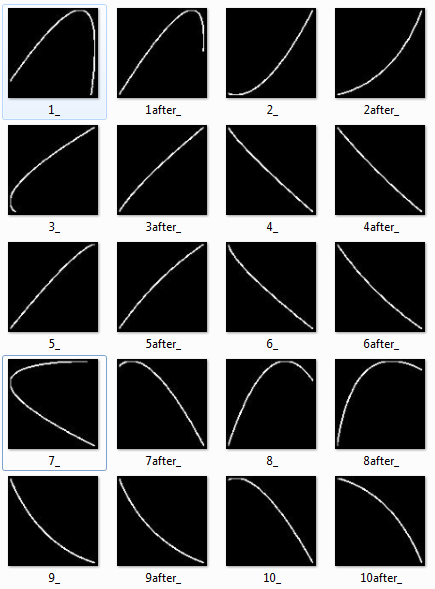 1_ 1after_ 2_ 2after_
3_ 3after_ 4_ 4after_
5_ 5after_ 6_ 6after_
7_ 7after_ 8_ 8after_
9_ 9after_ 10_ 10after_